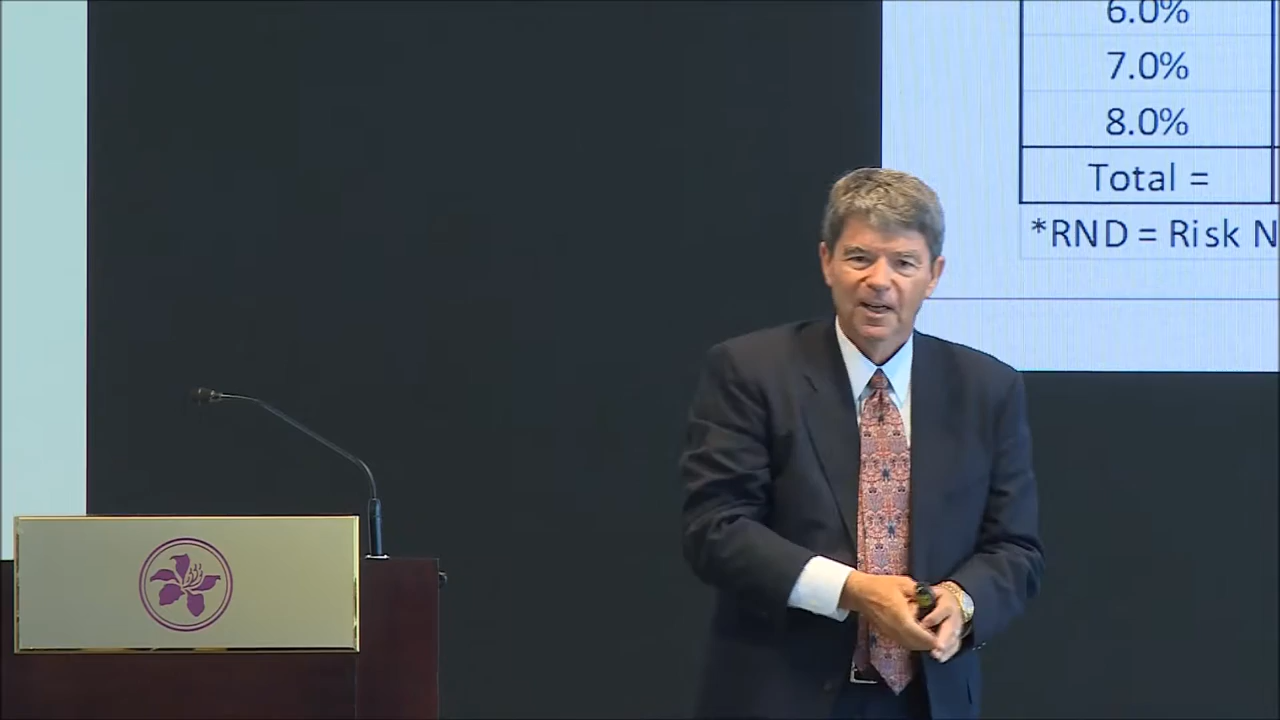 6.0%
7.0%
8.0%
Total =
*RND = Risk N